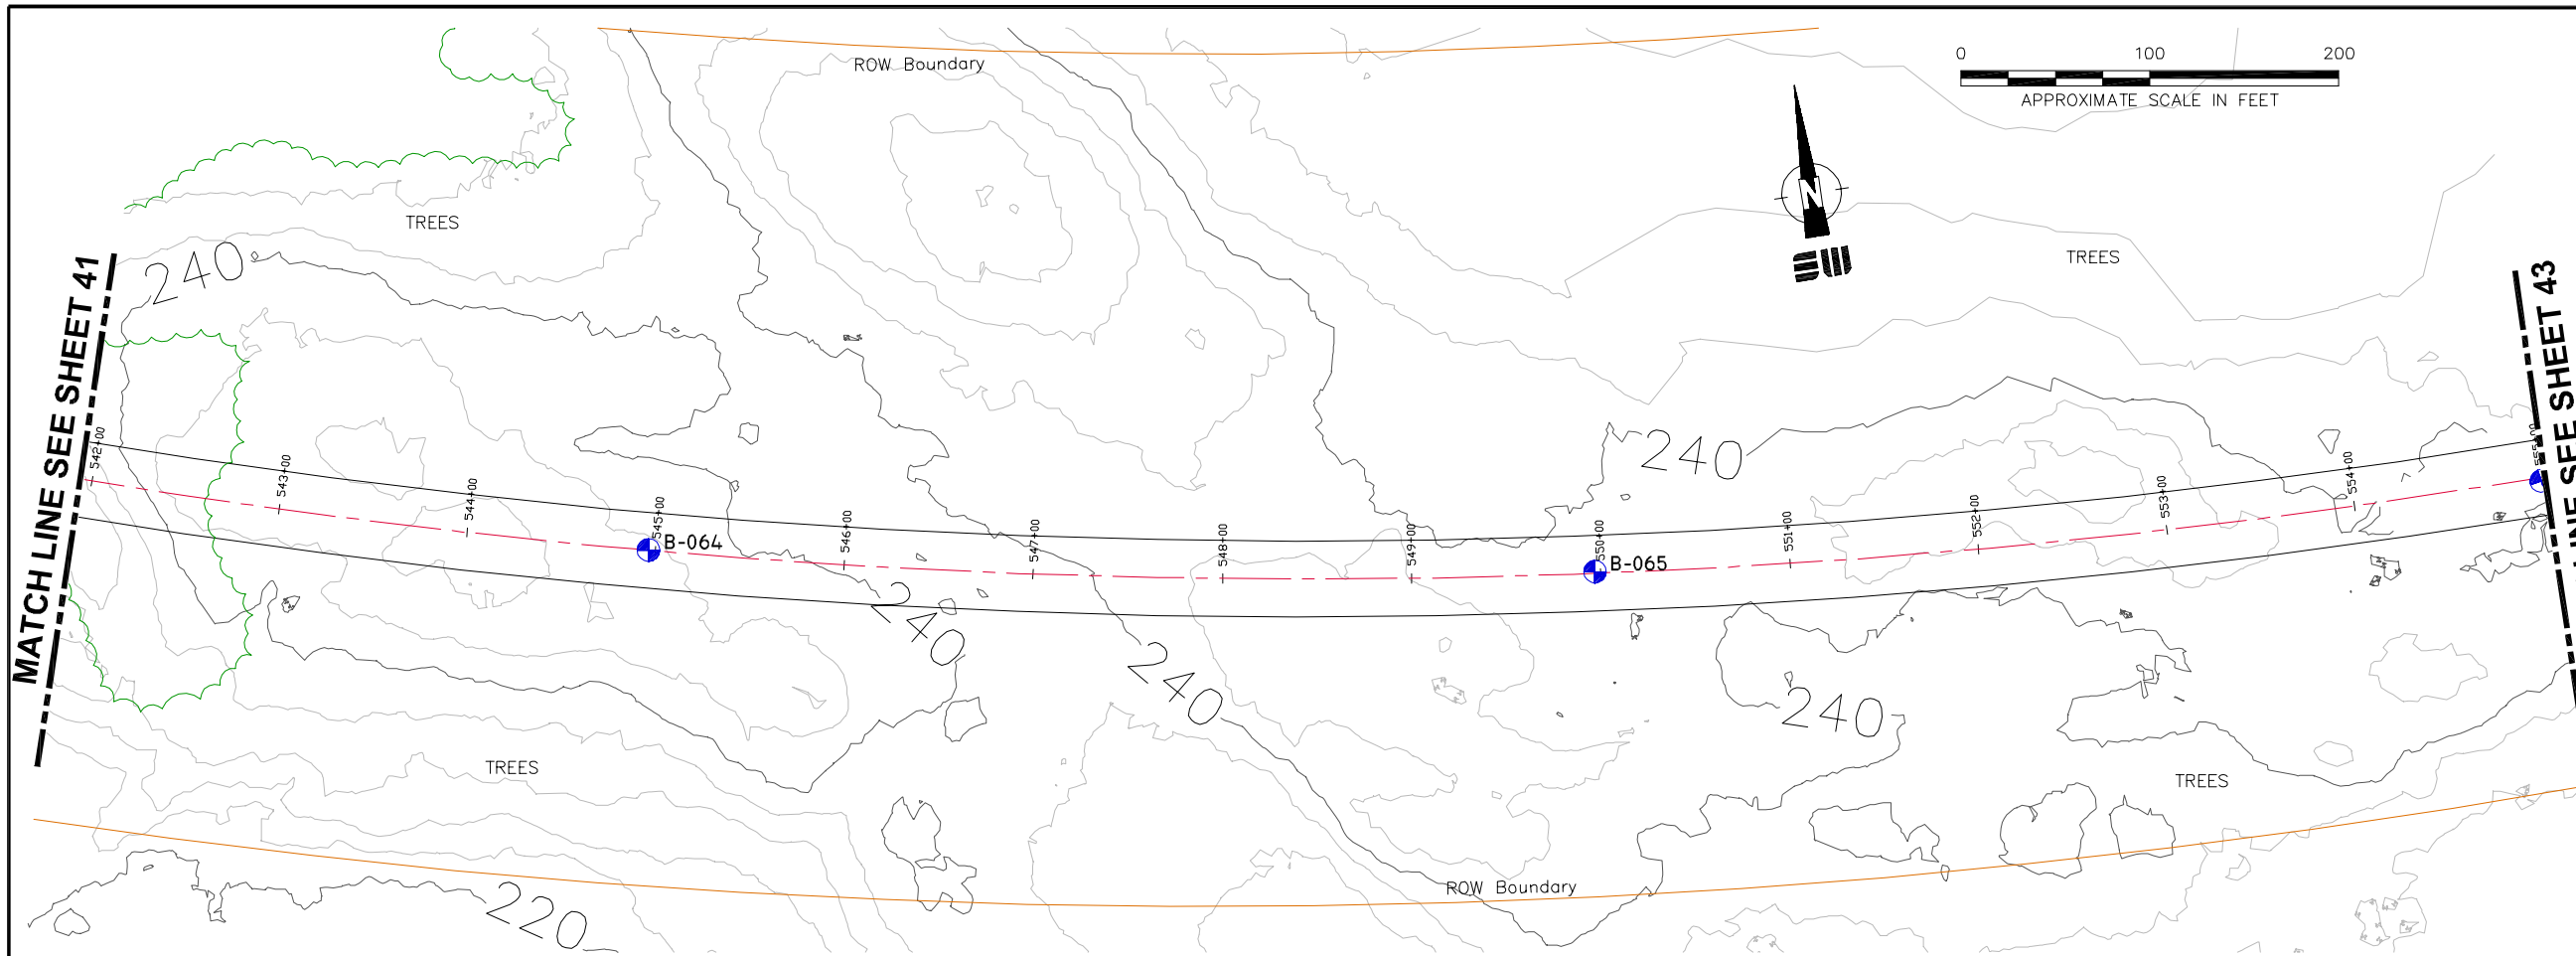 0 100 200
APPROXIMATE SCALE IN FEET
ROW Boundary
N
TREES
TREES
240
MATCH LINE SEE SHEET 41
LINE SEE SHEET 43
240
542+00
543+00
544+00
545+00
546+00
547+00
548+00
549+00
550+00
551+00
552+00
553+00
554+00
B-064
B-065
240
240
240
TREES
TREES
ROW Boundary
220